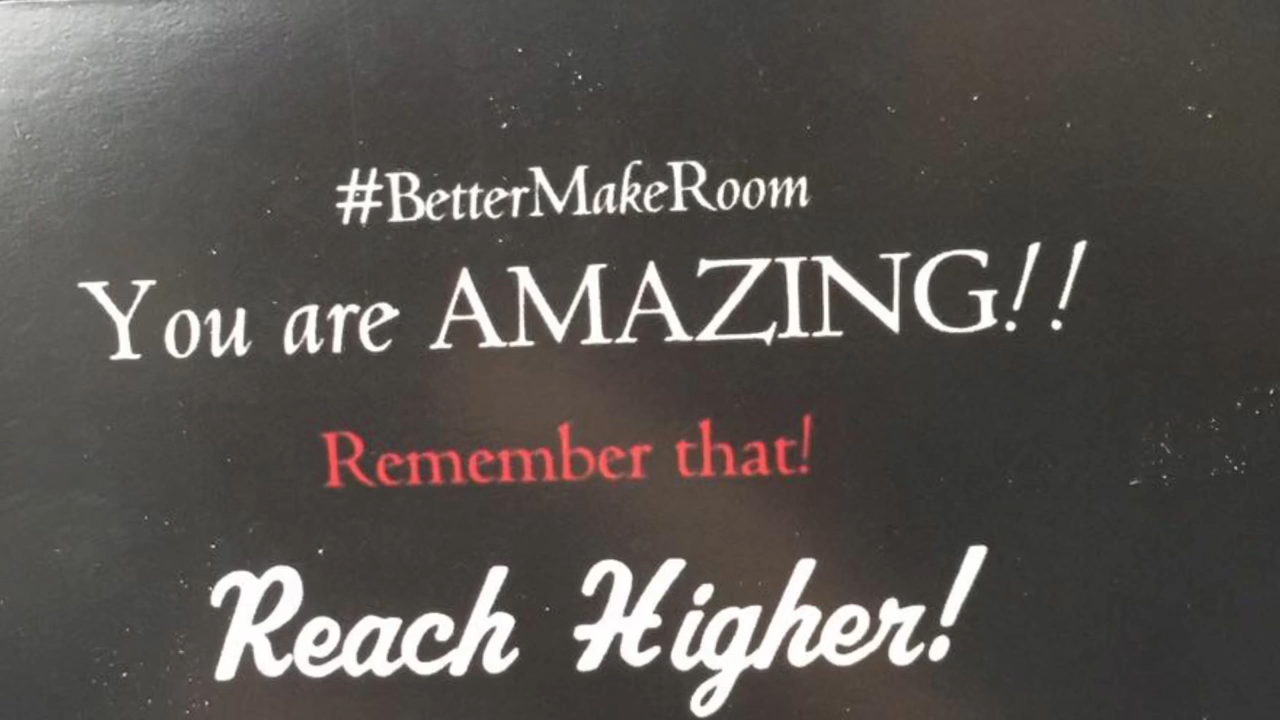 #BetterMakeRoom
You are AMAZING!!
Remember that!
Reach Higher!